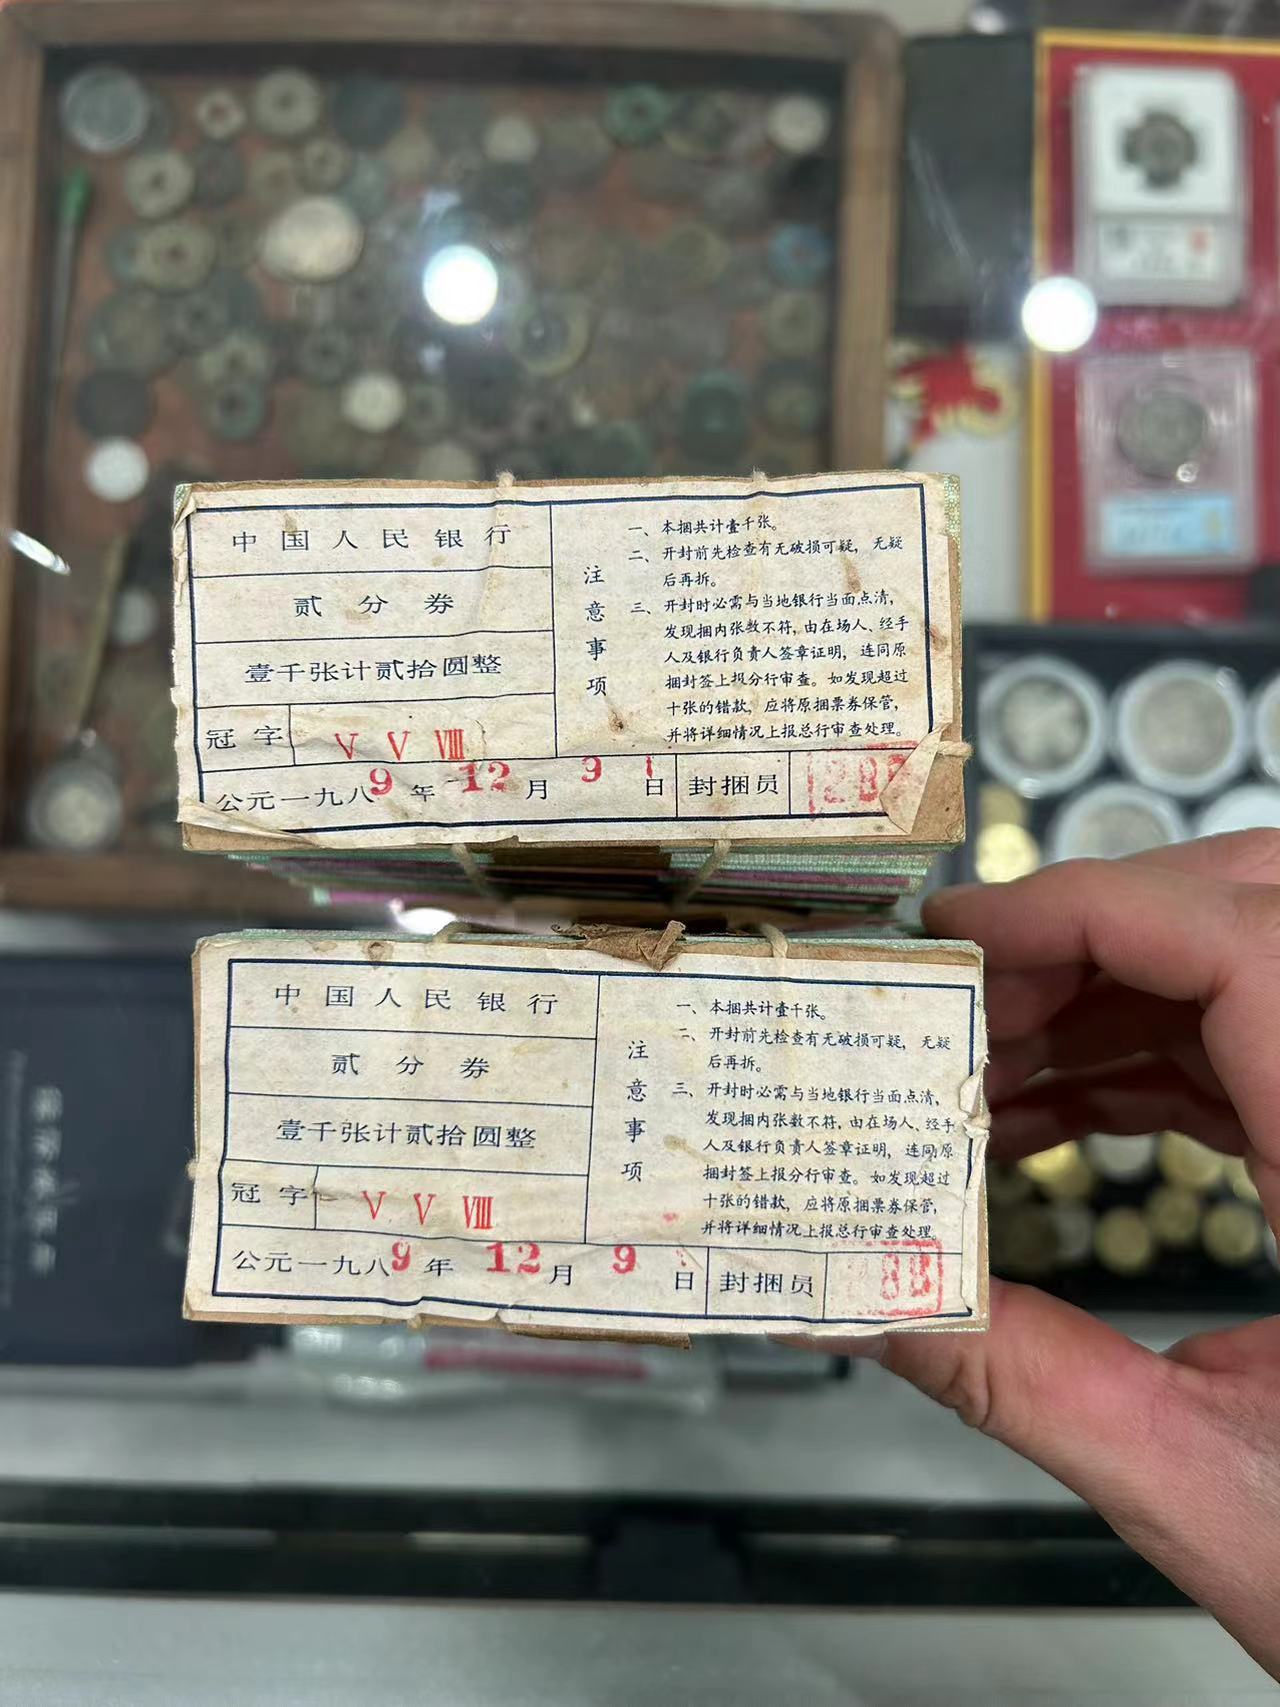 中国人民银行
贰分券
壹千张计贰拾圆整
冠字 V V VIII
公元一九八9年12月9日
封捆员
注意事项
一、本捆共计壹千张。
二、开封前先检查有无破损可疑，无疑
后再拆。
三、开封时必需与当地银行当面点清，
发现捆内张数不符，由在场人、经手
人及银行负责人签章证明，连同原
捆封签上报分行审查。如发现超过
十张的错款，应将原捆票券保管，
并将详细情况上报总行审查处理。
中国人民银行
贰分券
壹千张计贰拾圆整
冠字 V V VIII
公元一九八9年12月9日
封捆员
注意事项
一、本捆共计壹千张。
二、开封前先检查有无破损可疑，无疑
后再拆。
三、开封时必需与当地银行当面点清，
发现捆内张数不符，由在场人、经手
人及银行负责人签章证明，连同原
捆封签上报分行审查。如发现超过
十张的错款，应将原捆票券保管，
并将详细情况上报总行审查处理。